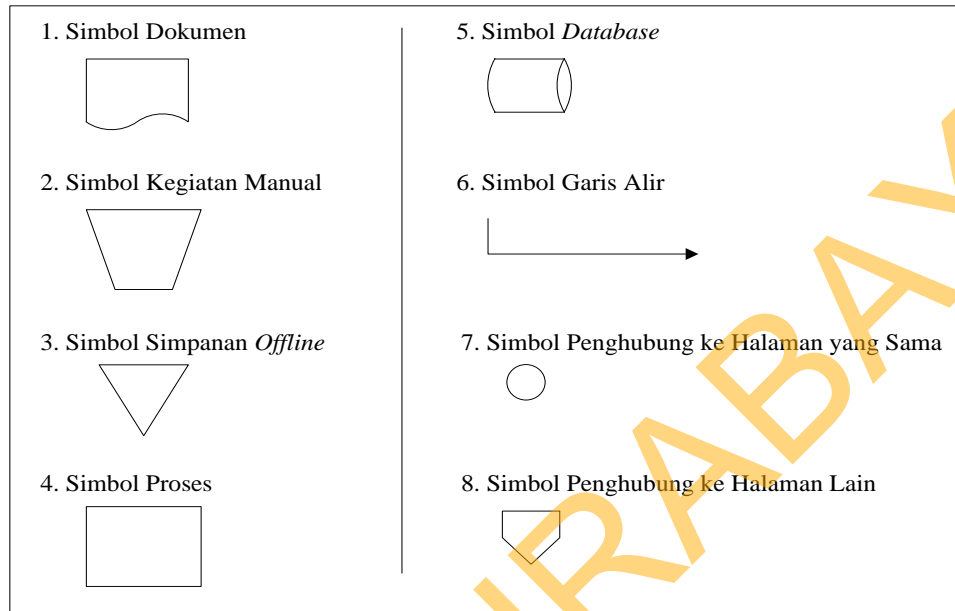 1. Simbol Dokumen
2. Simbol Kegiatan Manual
3. Simbol Simpanan Offline
4. Simbol Proses
5. Simbol Database
6. Simbol Garis Alir
7. Simbol Penghubung ke Halaman yang Sama
8. Simbol Penghubung ke Halaman Lain